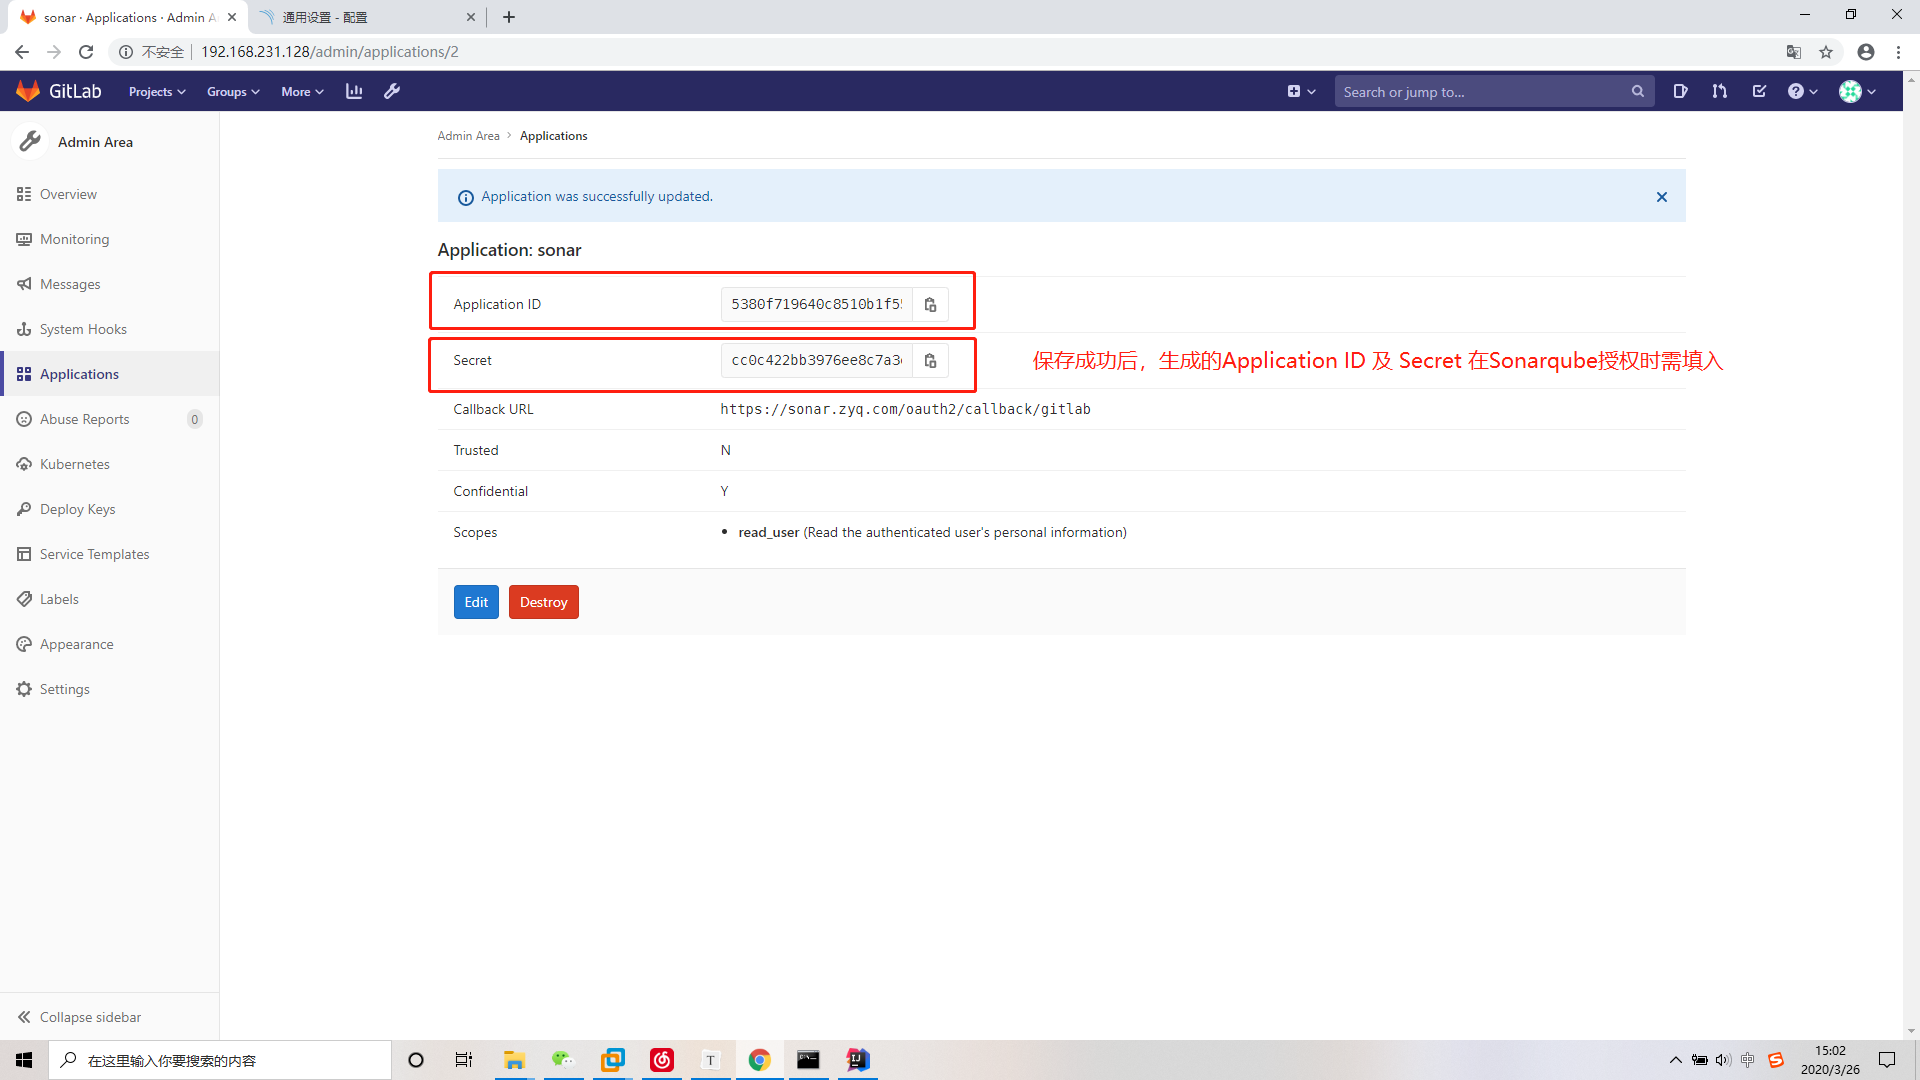 sonar · Applications · Admin A
通用设置 - 配置
不安全
192.168.231.128/admin/applications/2
GitLab
Projects
Groups
More
Search or jump to...
Admin Area
Overview
Monitoring
Messages
System Hooks
Applications
Abuse Reports
0
Kubernetes
Deploy Keys
Service Templates
Labels
Appearance
Settings
Collapse sidebar
Admin Area
Applications
Application was successfully updated.
Application: sonar
Application ID
5380f719640c8510b1f5
Secret
cc0c422bb3976ee8c7a3
保存成功后，生成的Application ID 及 Secret 在Sonarqube授权时需填入
Callback URL
https://sonar.zyq.com/oauth2/callback/gitlab
Trusted
N
Confidential
Y
Scopes
read_user (Read the authenticated user's personal information)
Edit
Destroy
在这里输入你要搜索的内容
T
IJ
中
S
15:02
2020/3/26